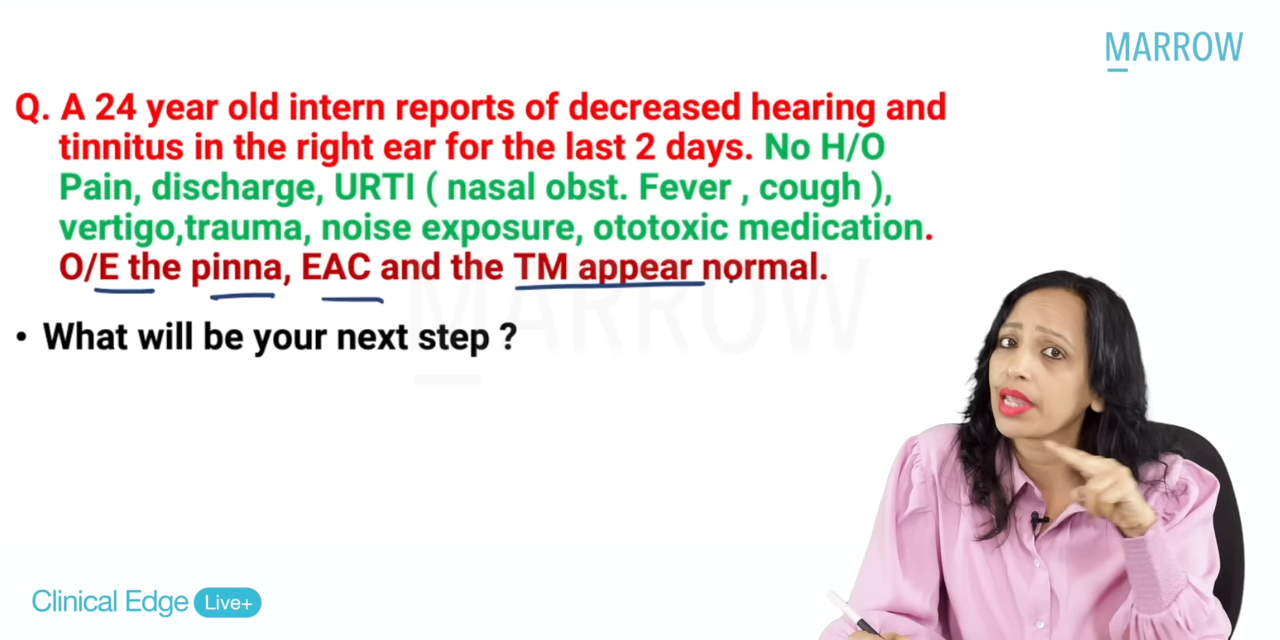 MARROW
Q. A 24 year old intern reports of decreased hearing and
tinnitus in the right ear for the last 2 days. No H/O
Pain, discharge, URTI ( nasal obst. Fever , cough ),
vertigo,trauma, noise exposure, ototoxic medication.
O/E the pinna, EAC and the TM appear normal.
MARROW
• What will be your next step ?
Clinical Edge Live+